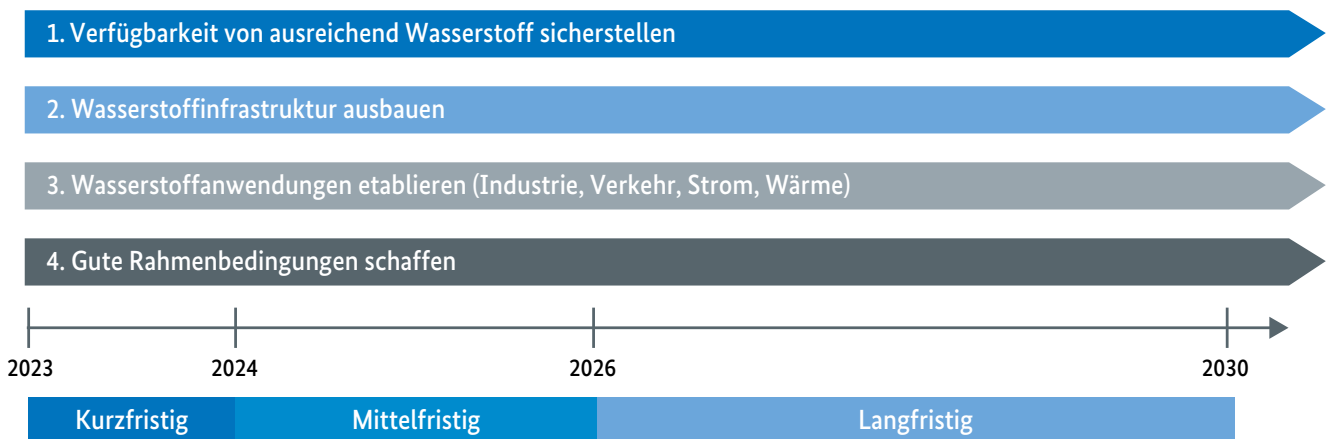 1. Verfügbarkeit von ausreichend Wasserstoff sicherstellen
2. Wasserstoffinfrastruktur ausbauen
3. Wasserstoffanwendungen etablieren (Industrie, Verkehr, Strom, Wärme)
4. Gute Rahmenbedingungen schaffen
2023 2024 2026 2030
Kurzfristig Mittelfristig Langfristig